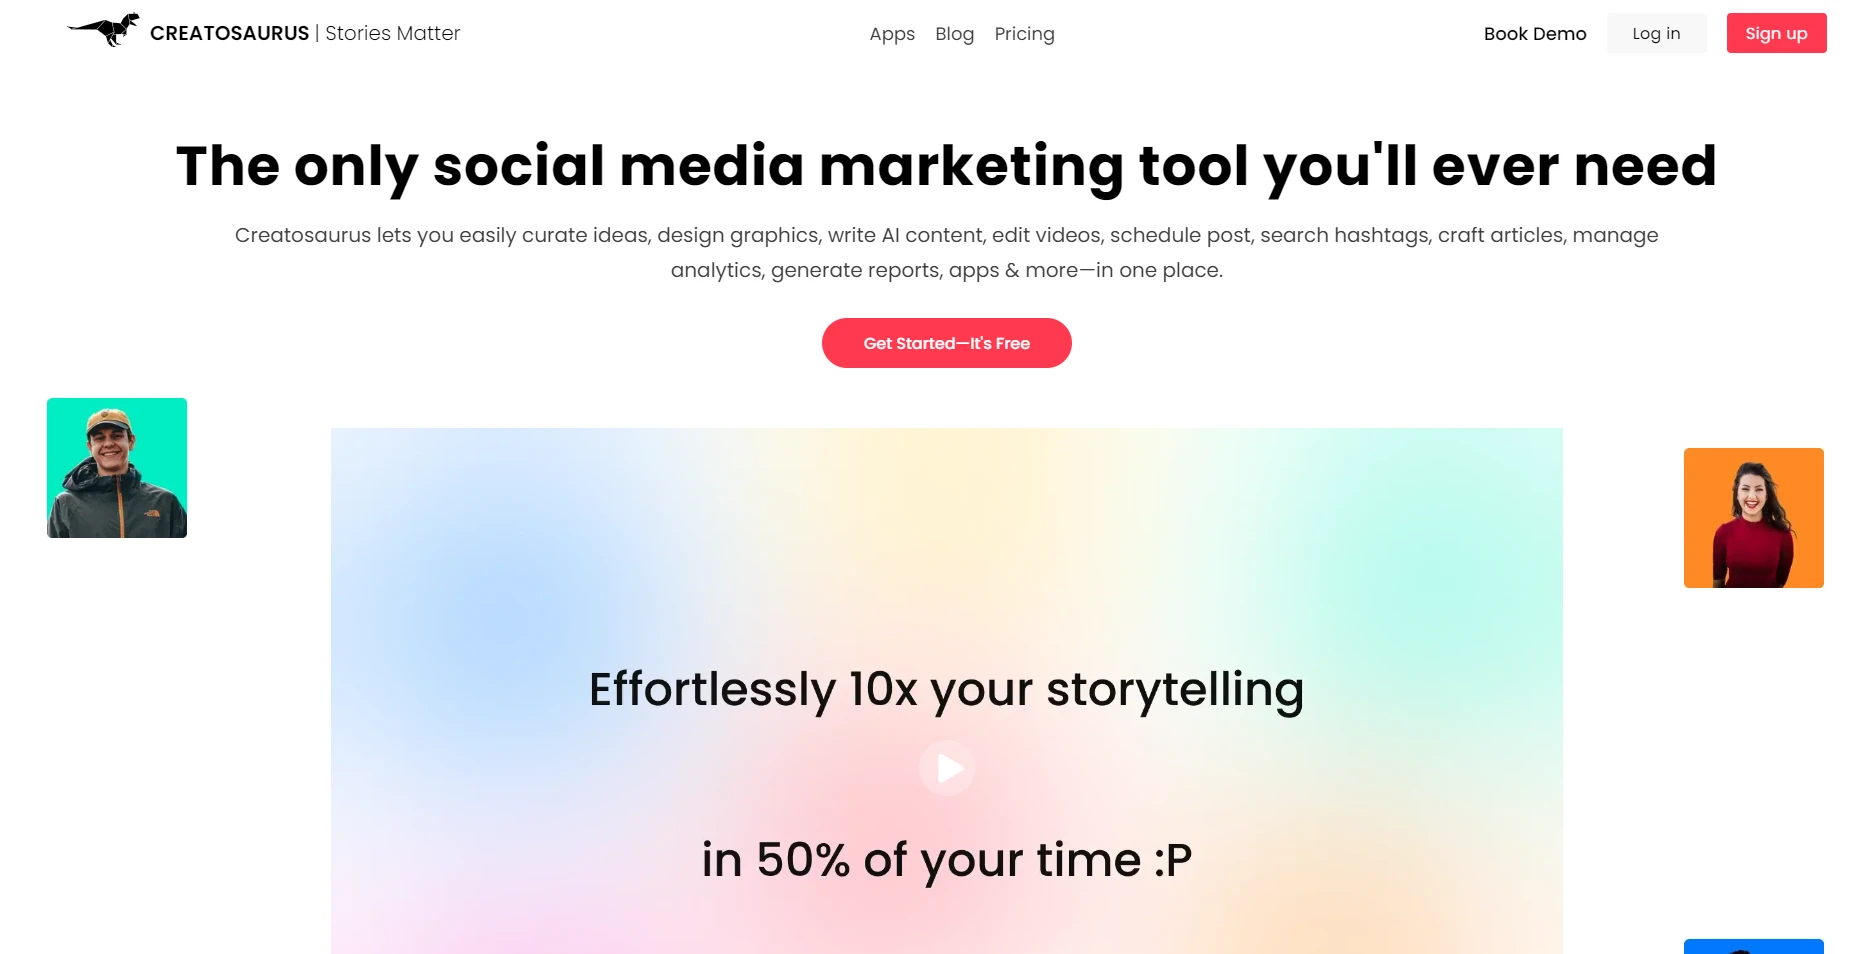 CREATOSAURUS | Stories Matter
Apps Blog Pricing
Book Demo Log in Sign up
The only social media marketing tool you'll ever need
Creatosaurus lets you easily curate ideas, design graphics, write AI content, edit videos, schedule post, search hashtags, craft articles, manage
analytics, generate reports, apps & more—in one place.
Get Started—It's Free
Effortlessly 10x your storytelling
in 50% of your time :P